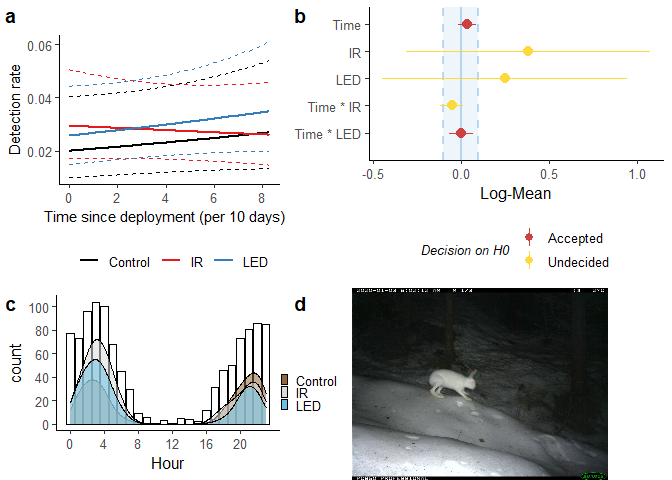 a
0.06
0.04
0.02
Detection rate
0 2 4 6 8
Time since deployment (per 10 days)
Control IR LED
b
Time
IR
LED
Time * IR
Time * LED
-0.5 0.0 0.5 1.0
Log-Mean
Decision on H0
Accepted
Undecided
c
100
80
60
40
20
0
count
0 4 8 12 16 20
Hour
Control
IR
LED
d